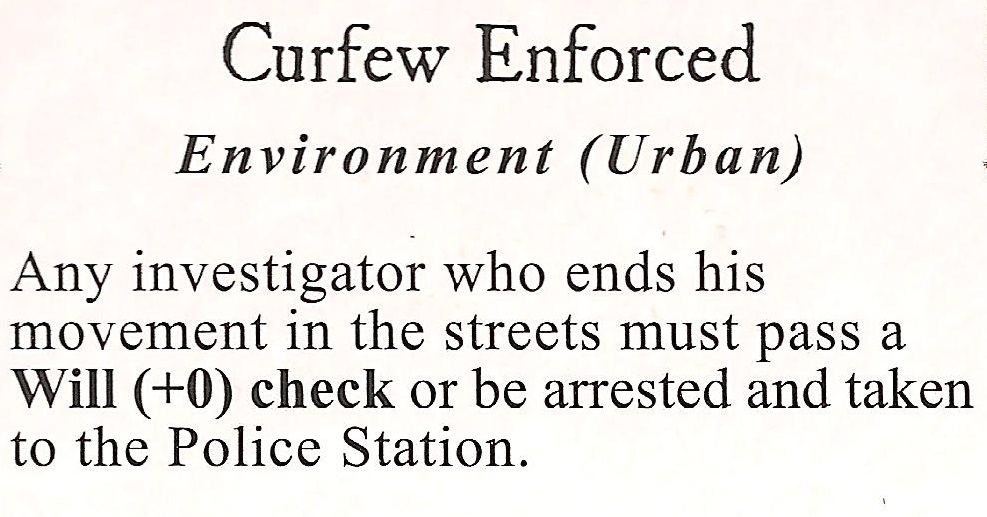 Curfew Enforced
Environment (Urban)
Any investigator who ends his
movement in the streets must pass a
Will (+0) check or be arrested and taken
to the Police Station.